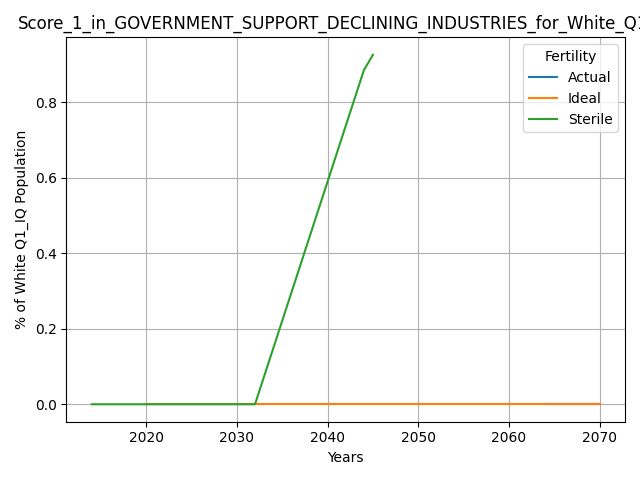 Score_1_in_GOVERNMENT_SUPPORT_DECLINING_INDUSTRIES_for_White_Q1
Fertility
Actual
Ideal
Sterile
% of White Q1_IQ Population
0.8
0.6
0.4
0.2
0.0
2020 2030 2040 2050 2060 2070
Years